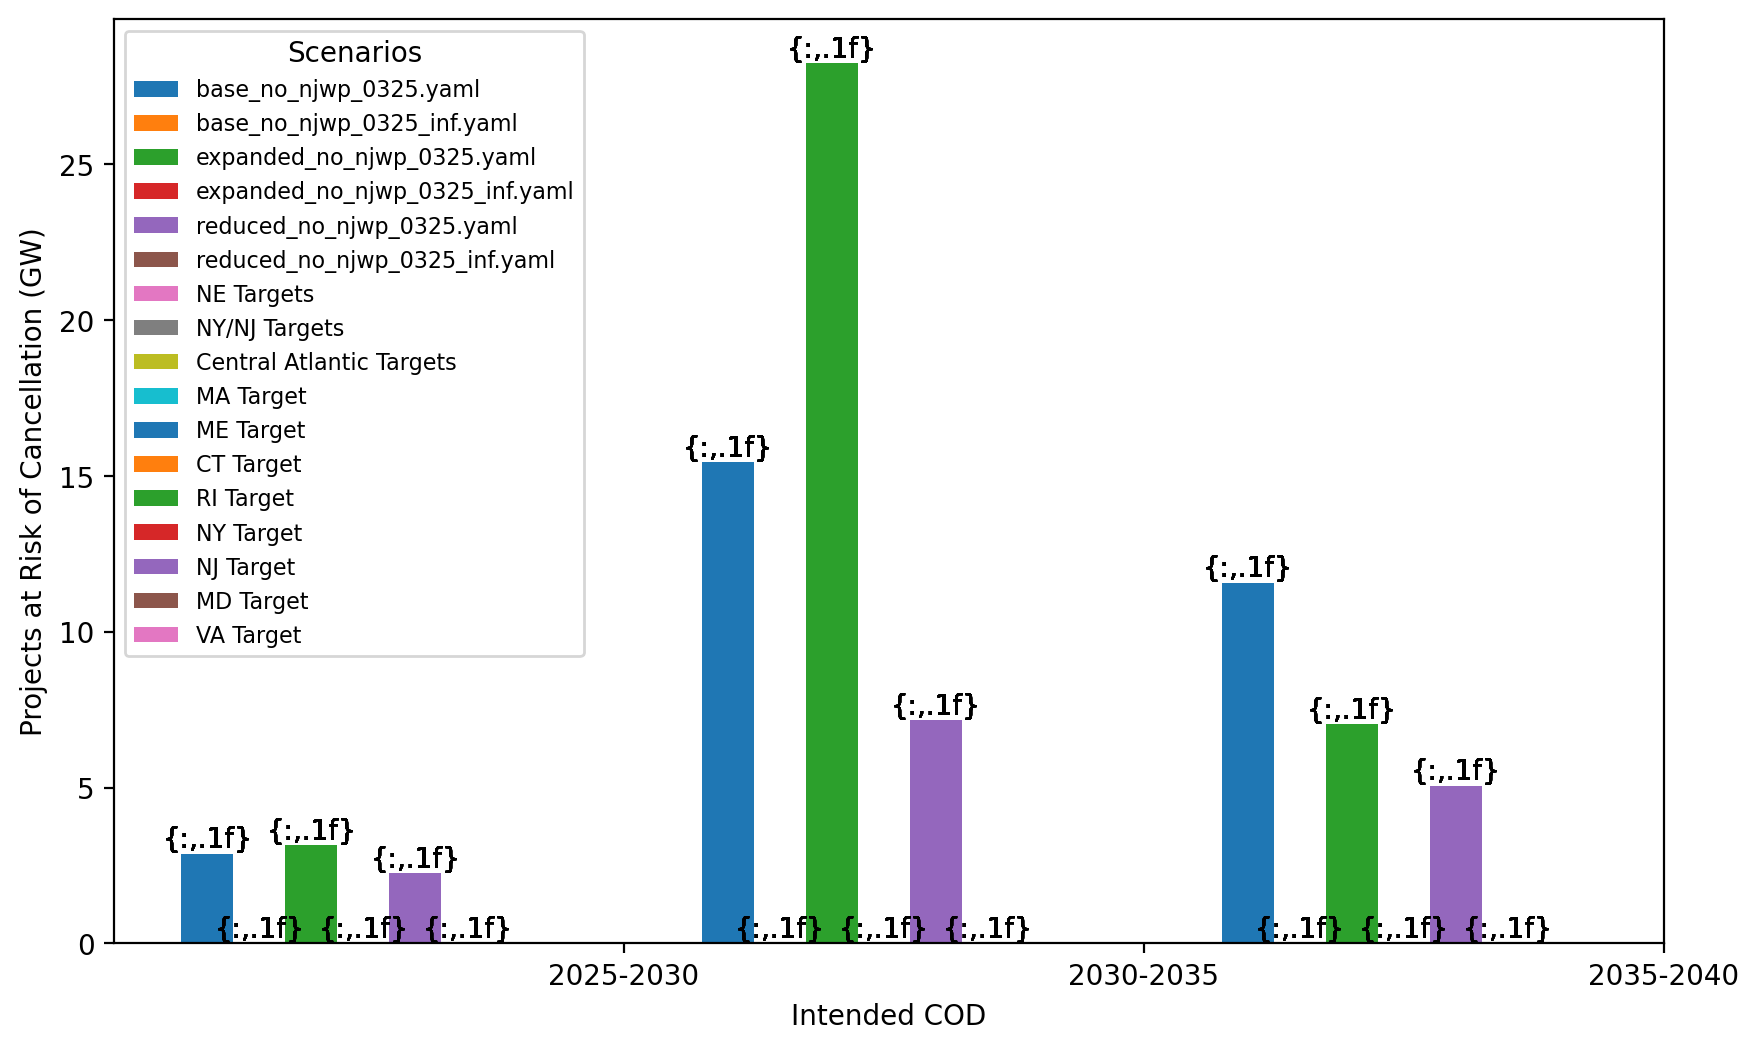 Scenarios
base_no_njwp_0325.yaml
base_no_njwp_0325_inf.yaml
expanded_no_njwp_0325.yaml
expanded_no_njwp_0325_inf.yaml
reduced_no_njwp_0325.yaml
reduced_no_njwp_0325_inf.yaml
NE Targets
NY/NJ Targets
Central Atlantic Targets
MA Target
ME Target
CT Target
RI Target
NY Target
NJ Target
MD Target
VA Target
Projects at Risk of Cancellation (GW)
25
20
15
10
5
0
{:,.1f}
{:,.1f}
{:,.1f}
{:,.1f}
{:,.1f}
{:,.1f}
{:,.1f}
{:,.1f}
{:,.1f}
{:,.1f} {:,.1f} {:,.1f} {:,.1f} {:,.1f} {:,.1f} {:,.1f} {:,.1f} {:,.1f}
2025-2030 2030-2035 2035-2040
Intended COD